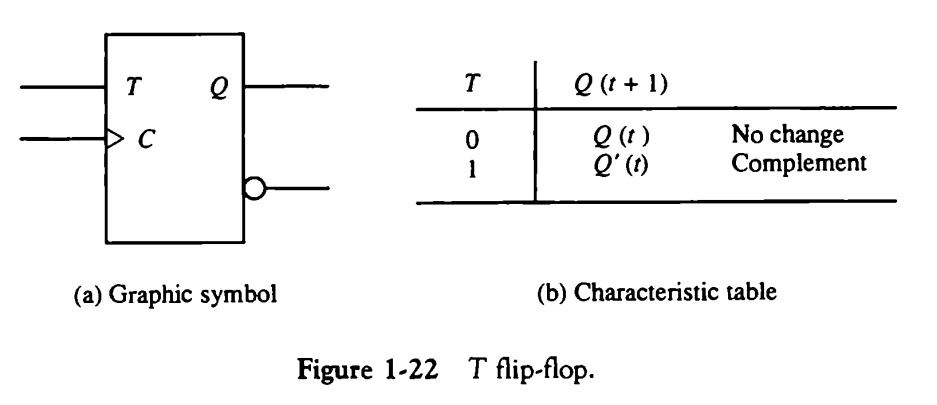 T Q
C
T Q (t + 1)
0 Q (t) No change
1 Q′ (t) Complement
(a) Graphic symbol
(b) Characteristic table
Figure 1-22 T flip-flop.